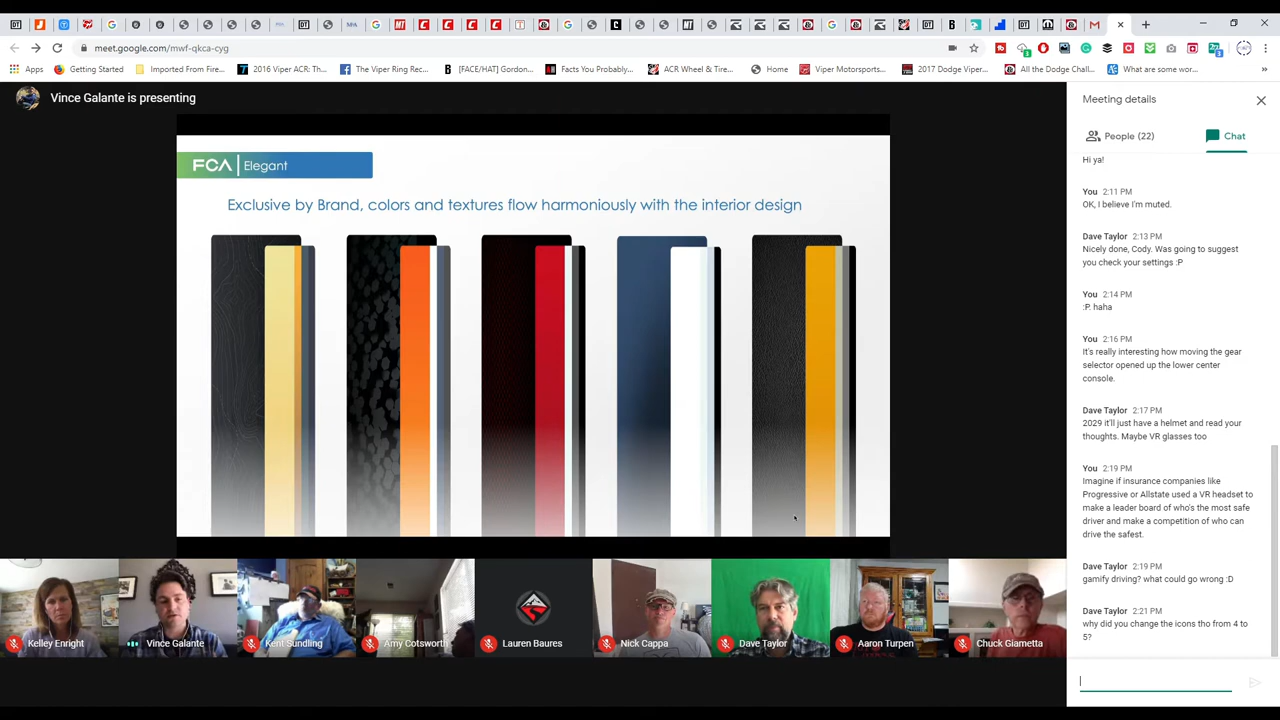 meet.google.com/mwf-qkca-cyg
Apps
Getting Started
Imported From Fire...
2016 Viper ACR: Th...
The Viper Ring Rec...
[FACE/HAT] Gordon...
Facts You Probably...
ACR Wheel & Tire...
Home
Viper Motorsports...
2017 Dodge Viper...
All the Dodge Chall...
What are some wor...
Vince Galante is presenting
FCA | Elegant
Exclusive by Brand, colors and textures flow harmoniously with the interior design
Kelley Enright
Vince Galante
Kent Sundling
Amy Cotsworth
Lauren Baures
Nick Cappa
Dave Taylor
Aaron Turpen
Chuck Giametta
Meeting details
People (22)
Chat
Hi ya!
You 2:11 PM
OK, I believe I'm muted.
Dave Taylor 2:13 PM
Nicely done, Cody. Was going to suggest
you check your settings :P
You 2:14 PM
:P. haha
You 2:16 PM
It's really interesting how moving the gear
selector opened up the lower center
console.
Dave Taylor 2:17 PM
2029 it'll just have a helmet and read your
thoughts. Maybe VR glasses too
You 2:19 PM
Imagine if insurance companies like
Progressive or Allstate used a VR headset to
make a leader board of who's the most safe
driver and make a competition of who can
drive the safest.
Dave Taylor 2:19 PM
gamify driving? what could go wrong :D
Dave Taylor 2:21 PM
why did you change the icons tho from 4 to
5?